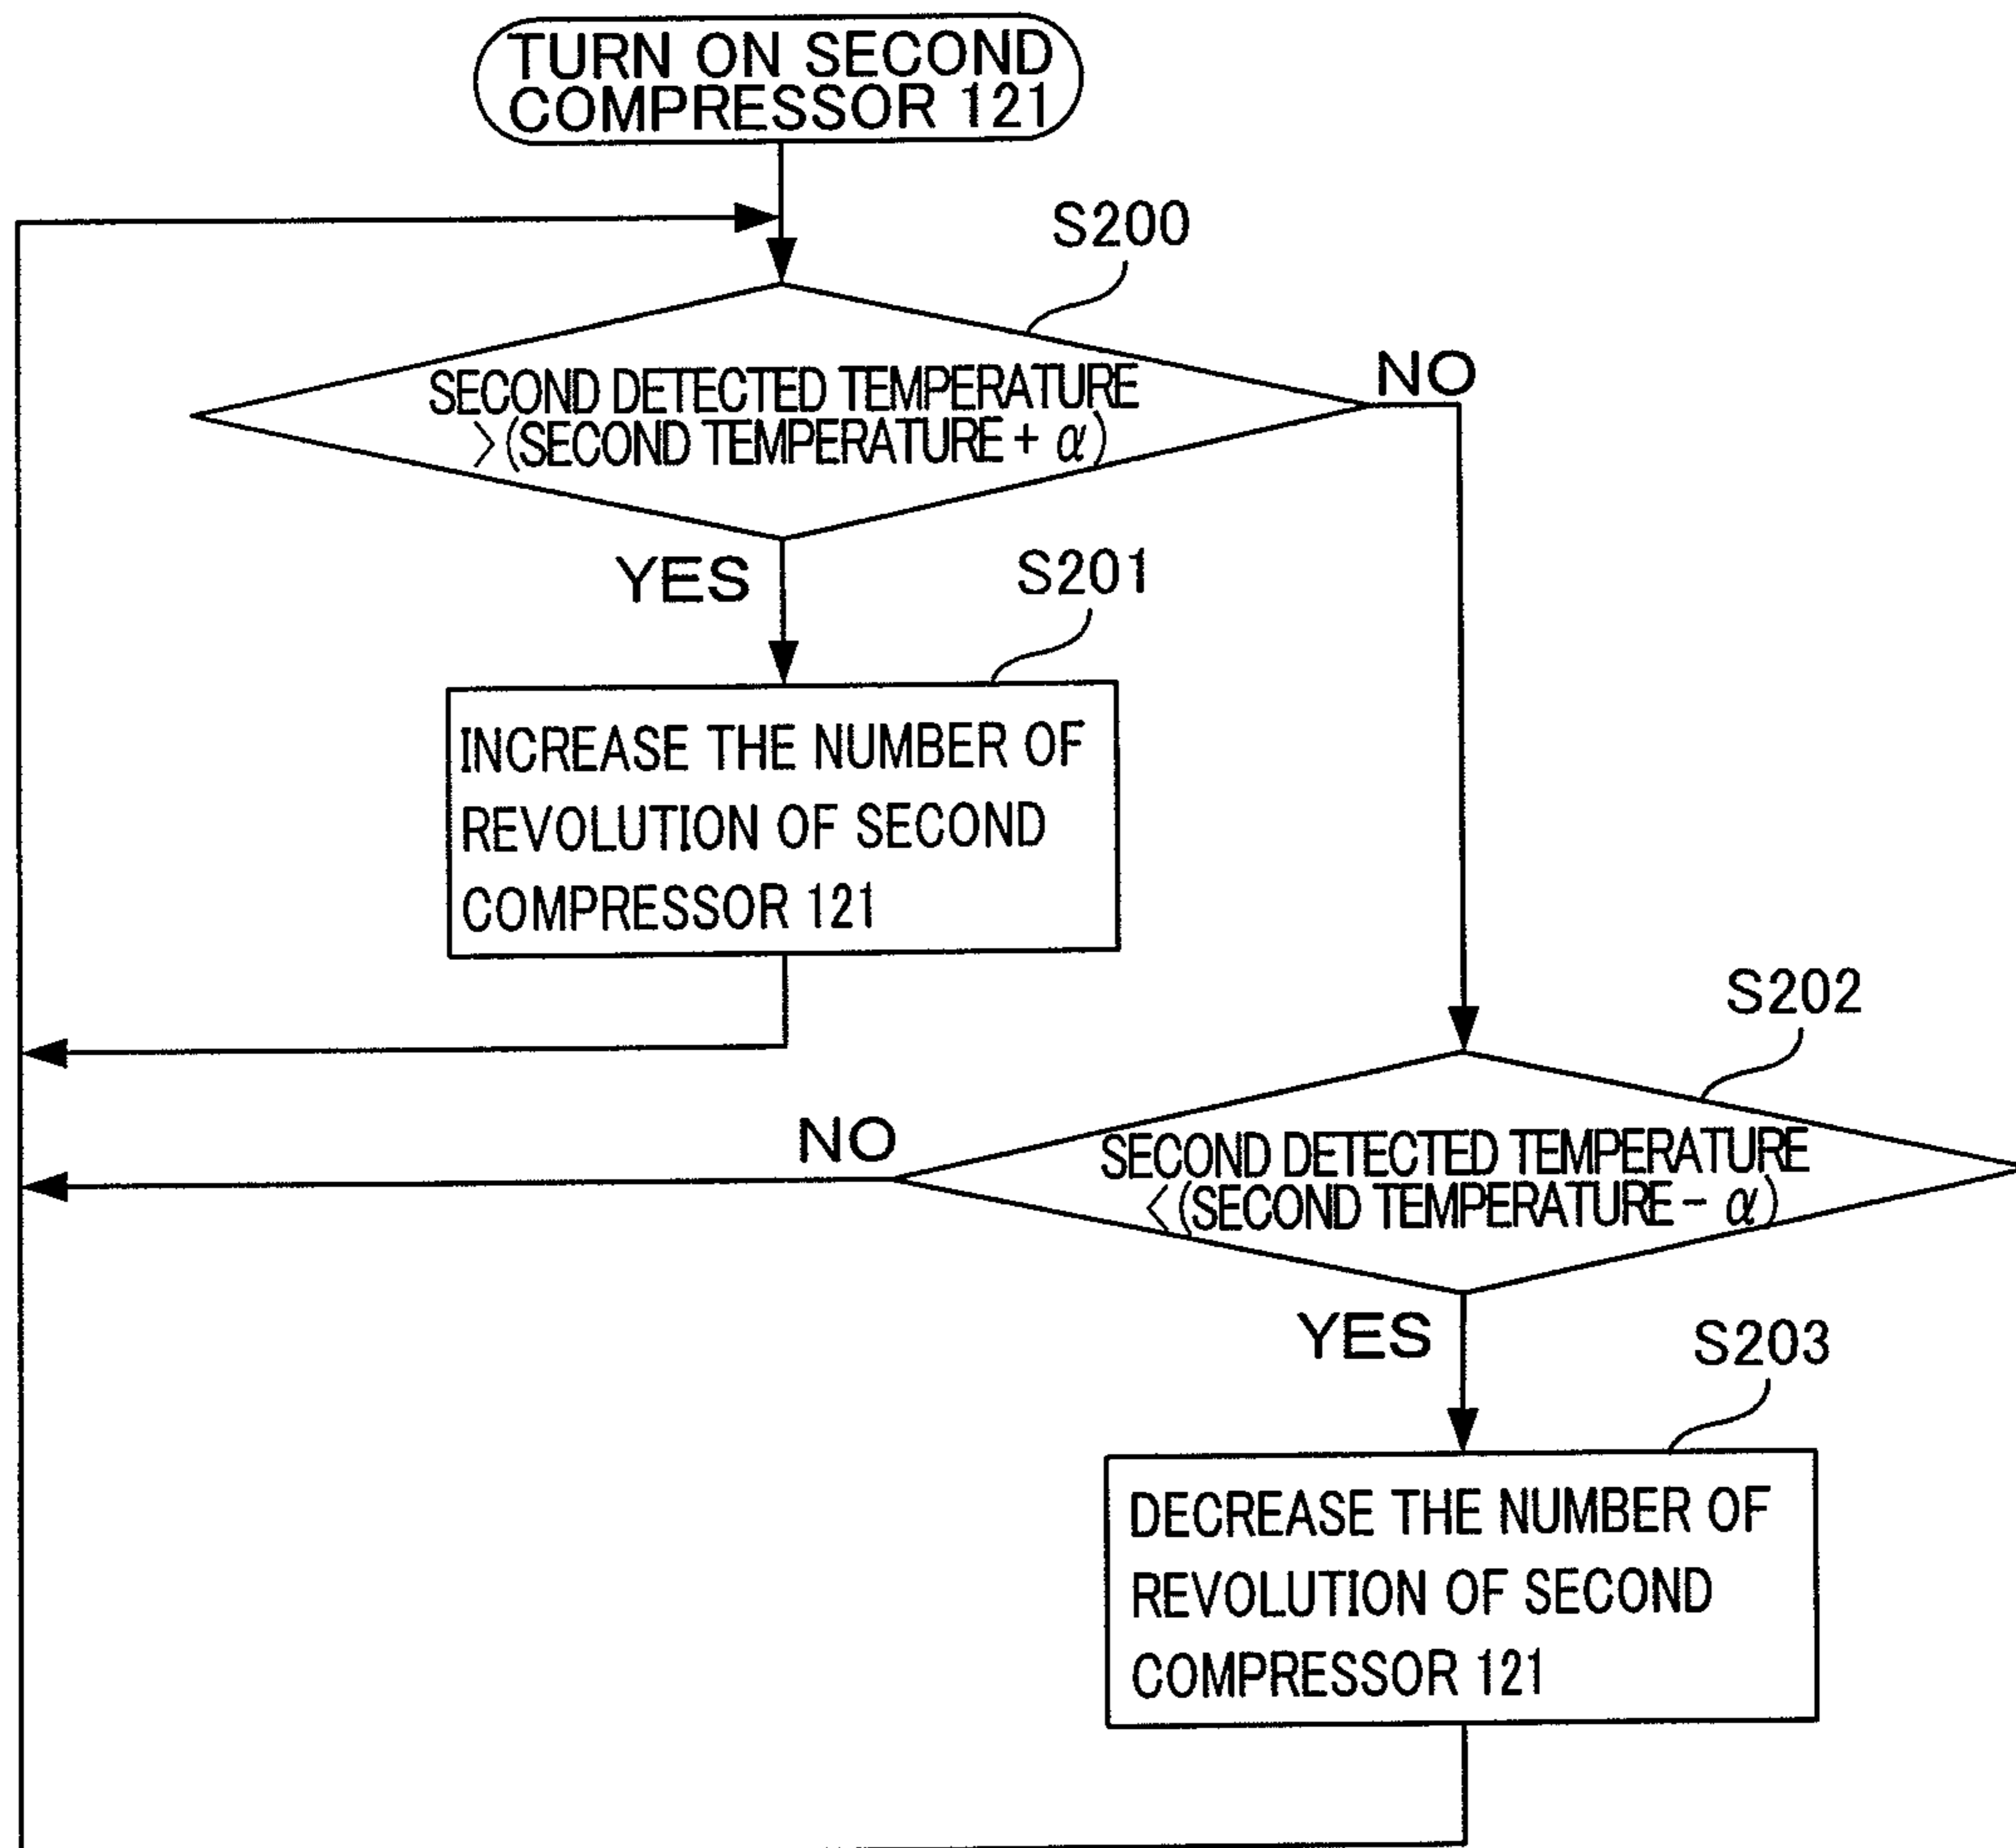 TURN ON SECOND
COMPRESSOR 121
S200
SECOND DETECTED TEMPERATURE
>(SECOND TEMPERATURE + α)
NO
YES
S201
INCREASE THE NUMBER OF
REVOLUTION OF SECOND
COMPRESSOR 121
S202
NO
SECOND DETECTED TEMPERATURE
<(SECOND TEMPERATURE - α)
YES
S203
DECREASE THE NUMBER OF
REVOLUTION OF SECOND
COMPRESSOR 121